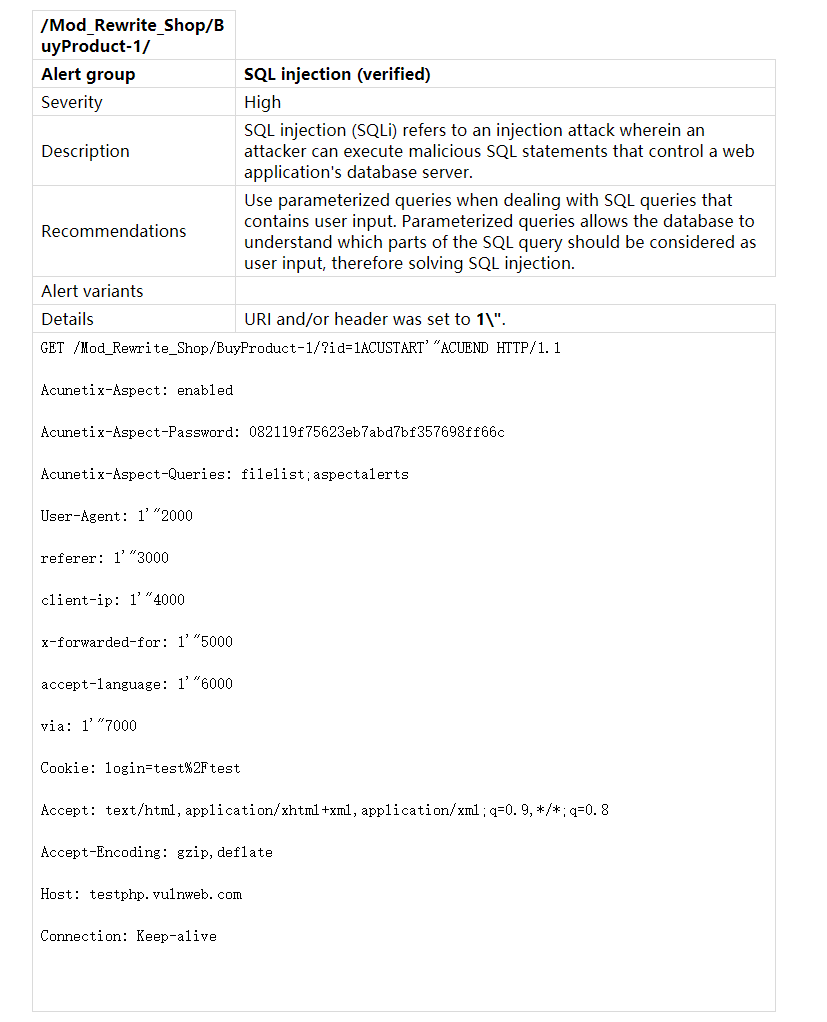 /Mod_Rewrite_Shop/B
uyProduct-1/
Alert group SQL injection (verified)
Severity High
Description SQL injection (SQLi) refers to an injection attack wherein an
attacker can execute malicious SQL statements that control a web
application's database server.
Recommendations Use parameterized queries when dealing with SQL queries that
contains user input. Parameterized queries allows the database to
understand which parts of the SQL query should be considered as
user input, therefore solving SQL injection.
Alert variants
Details URI and/or header was set to 1\".
GET /Mod_Rewrite_Shop/BuyProduct-1/?id=1ACUSTART'"ACUEND HTTP/1.1
Acunetix-Aspect: enabled
Acunetix-Aspect-Password: 082119f75623eb7abd7bf357698ff66c
Acunetix-Aspect-Queries: filelist;aspectalerts
User-Agent: 1'"2000
referer: 1'"3000
client-ip: 1'"4000
x-forwarded-for: 1'"5000
accept-language: 1'"6000
via: 1'"7000
Cookie: login=test%2Ftest
Accept: text/html,application/xhtml+xml,application/xml;q=0.9,*/*;q=0.8
Accept-Encoding: gzip,deflate
Host: testphp.vulnweb.com
Connection: Keep-alive